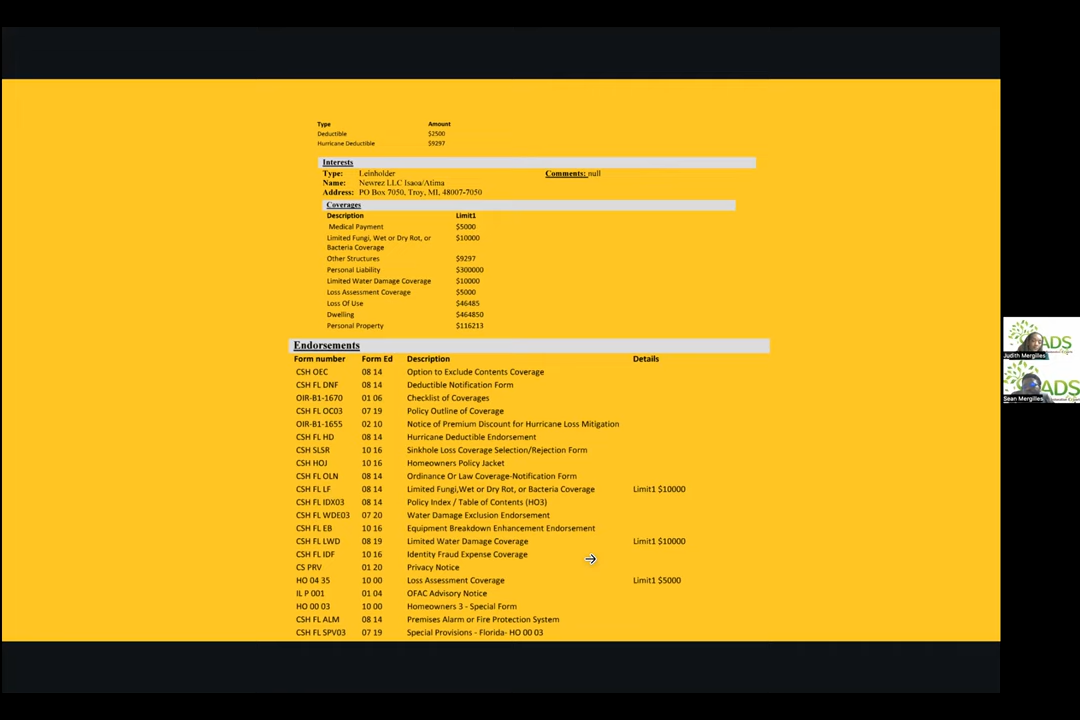 Type Amount
Deductible $2500
Hurricane Deductible $9297
Interests
Type: Leinholder Comments: null
Name: Newrez LLC Isaoa/Atima
Address: PO Box 7050, Troy, MI, 48007-7050
Coverages
Description Limit1
Medical Payment $5000
Limited Fungi, Wet or Dry Rot, or $10000
Bacteria Coverage
Other Structures $9297
Personal Liability $300000
Limited Water Damage Coverage $10000
Loss Assessment Coverage $5000
Loss Of Use $46485
Dwelling $464850
Personal Property $116213
Endorsements
Form number Form Ed Description Details
CSH OEC 08 14 Option to Exclude Contents Coverage
CSH FL DNF 08 14 Deductible Notification Form
OIR-B1-1670 01 06 Checklist of Coverages
CSH FL OC03 07 19 Policy Outline of Coverage
OIR-B1-1655 02 10 Notice of Premium Discount for Hurricane Loss Mitigation
CSH FL HD 08 14 Hurricane Deductible Endorsement
CSH SLSR 10 16 Sinkhole Loss Coverage Selection/Rejection Form
CSH HOJ 10 16 Homeowners Policy Jacket
CSH FL OLN 08 14 Ordinance Or Law Coverage-Notification Form
CSH FL LF 08 14 Limited Fungi,Wet or Dry Rot, or Bacteria Coverage Limit1 $10000
CSH FL IDX03 08 14 Policy Index / Table of Contents (HO3)
CSH FL WDE03 07 20 Water Damage Exclusion Endorsement
CSH FL EB 10 16 Equipment Breakdown Enhancement Endorsement
CSH FL LWD 08 19 Limited Water Damage Coverage Limit1 $10000
CSH FL IDF 10 16 Identity Fraud Expense Coverage
CS PRV 01 20 Privacy Notice
HO 04 35 10 00 Loss Assessment Coverage Limit1 $5000
IL P 001 01 04 OFAC Advisory Notice
HO 00 03 10 00 Homeowners 3 - Special Form
CSH FL ALM 08 14 Premises Alarm or Fire Protection System
CSH FL SPV03 07 19 Special Provisions - Florida- HO 00 03
ADS
Judith Mergilles
ADS
Sean Mergilles